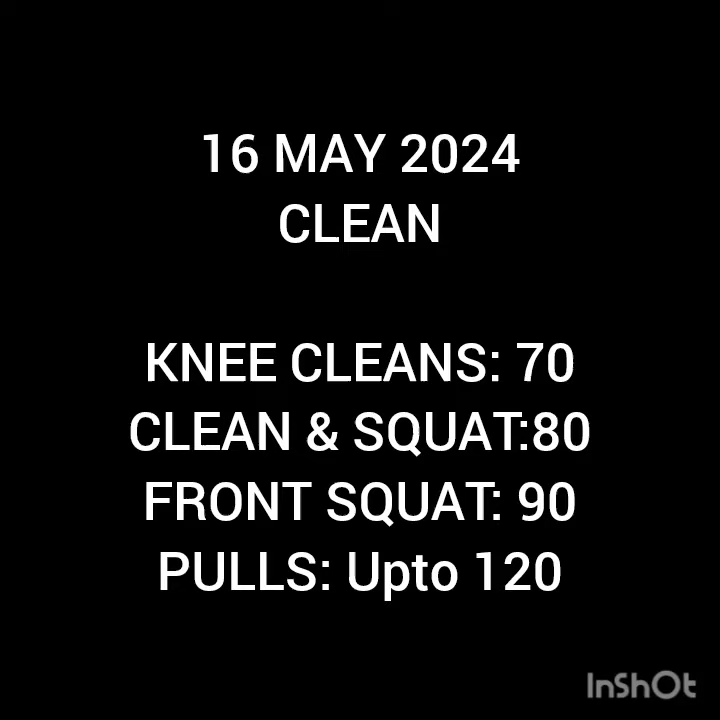 16 MAY 2024
CLEAN
KNEE CLEANS: 70
CLEAN & SQUAT:80
FRONT SQUAT: 90
PULLS: Upto 120
InShOt